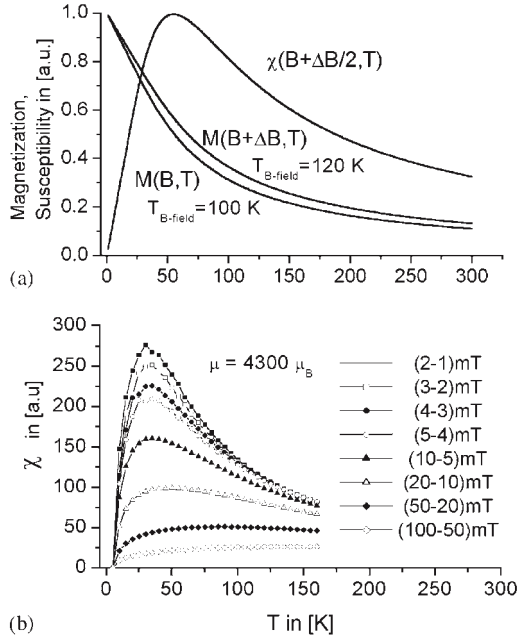 1.0
0.8
0.6
0.4
0.2
0.0
Magnetization,
Susceptibility in [a.u.]
χ(B+ΔB/2,T)
M(B+ΔB,T)
T_B-field=120 K
M(B,T)
T_B-field=100 K
0 50 100 150 200 250 300
(a)
300
250
200
150
100
50
0
χ in [a.u]
μ = 4300 μ_B
(2-1)mT
(3-2)mT
(4-3)mT
(5-4)mT
(10-5)mT
(20-10)mT
(50-20)mT
(100-50)mT
0 50 100 150 200 250 300
(b)
T in [K]